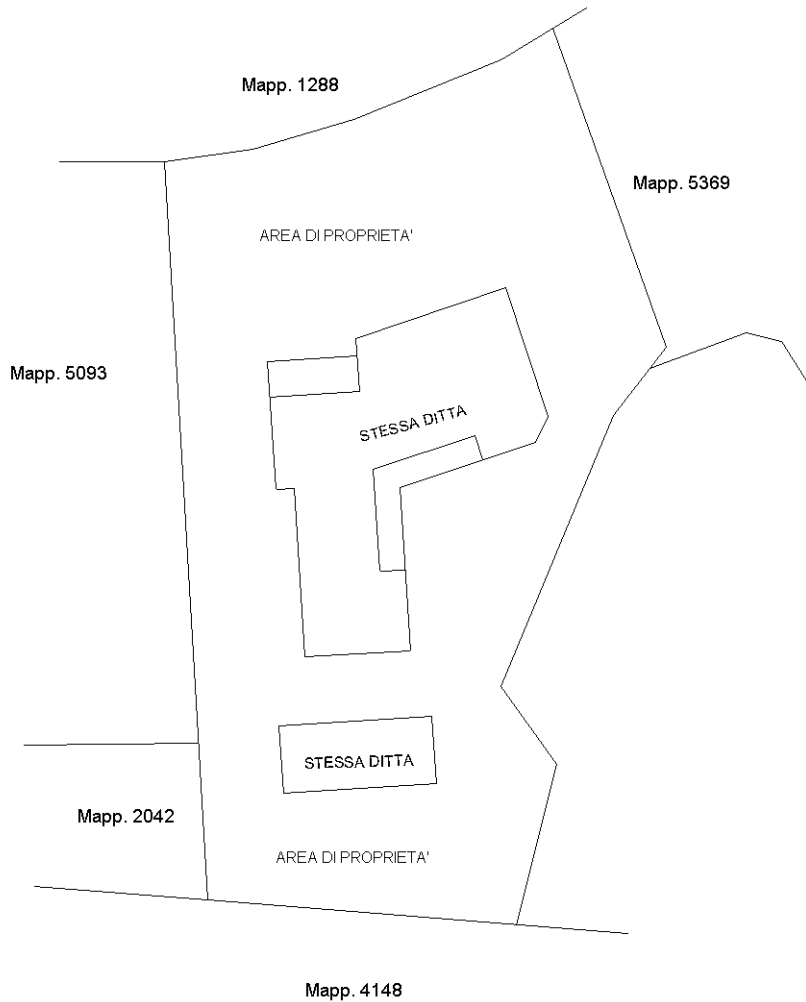 Mapp. 1288
Mapp. 5369
AREA DI PROPRIETA'
Mapp. 5093
STESSA DITTA
STESSA DITTA
Mapp. 2042
AREA DI PROPRIETA'
Mapp. 4148